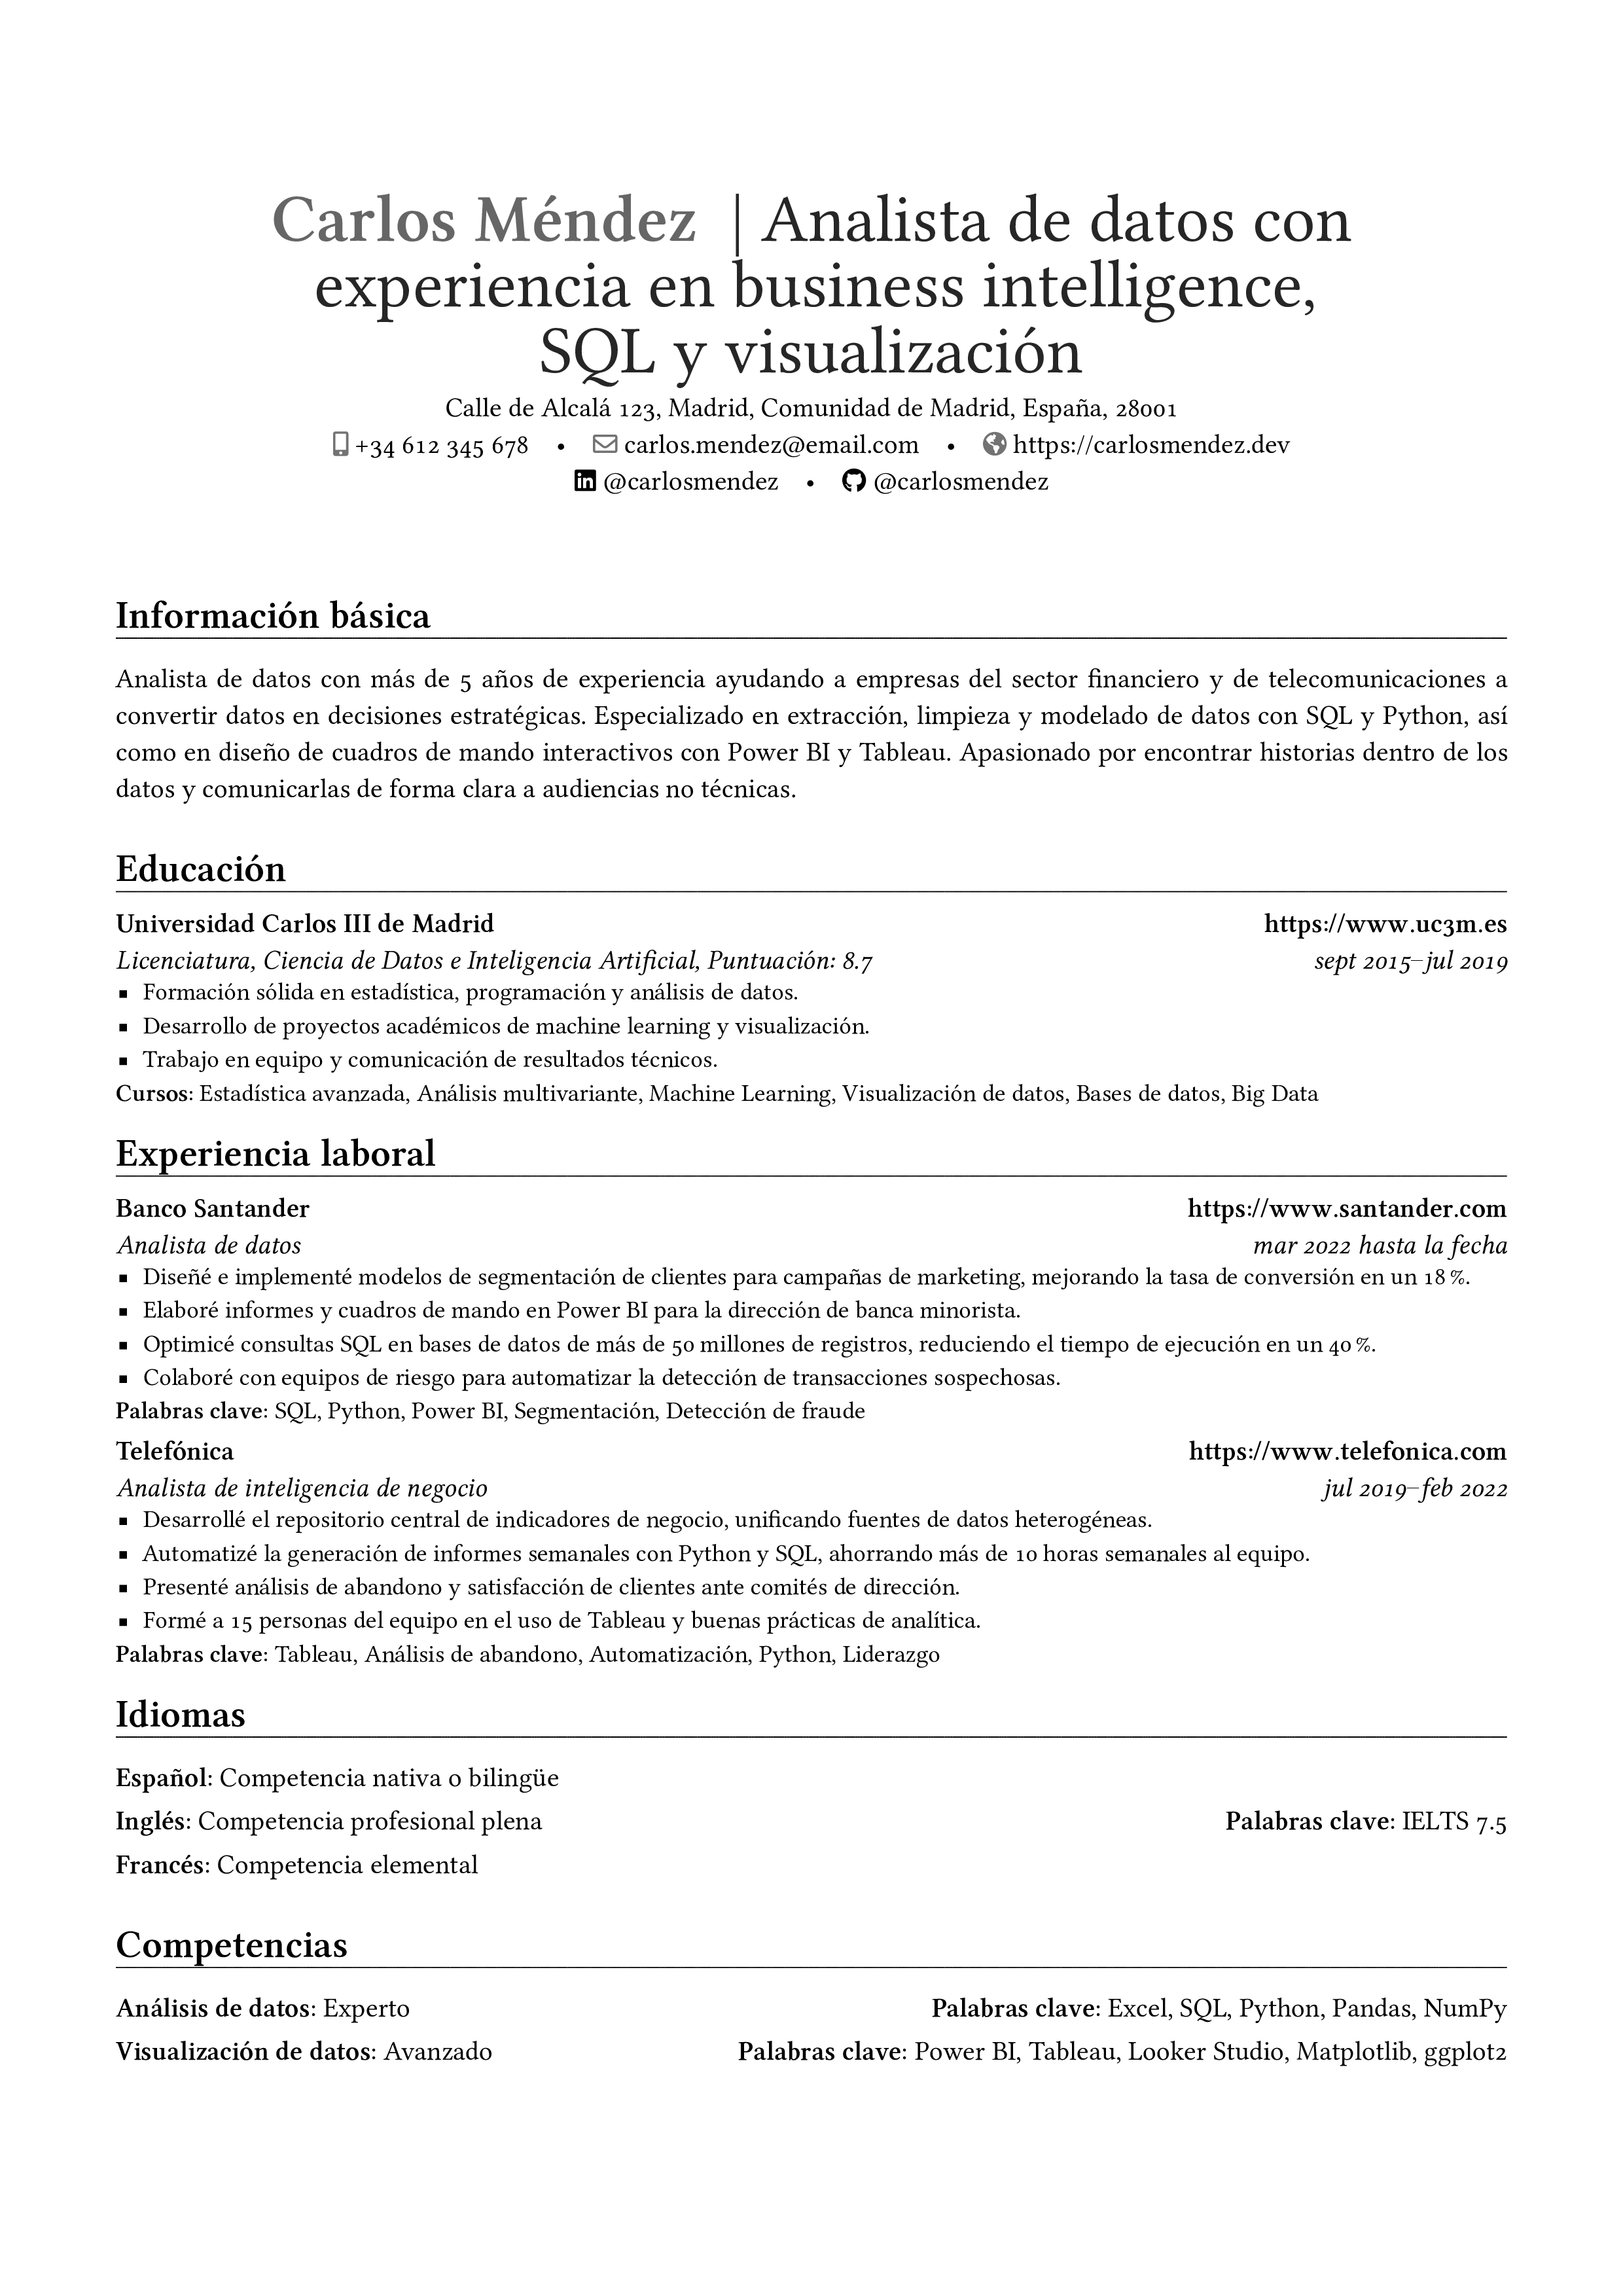 Carlos Méndez | Analista de datos con
experiencia en business intelligence,
SQL y visualización
Calle de Alcalá 123, Madrid, Comunidad de Madrid, España, 28001
+34 612 345 678 • carlos.mendez@email.com • https://carlosmendez.dev
@carlosmendez • @carlosmendez
Información básica
Analista de datos con más de 5 años de experiencia ayudando a empresas del sector financiero y de telecomunicaciones a
convertir datos en decisiones estratégicas. Especializado en extracción, limpieza y modelado de datos con SQL y Python, así
como en diseño de cuadros de mando interactivos con Power BI y Tableau. Apasionado por encontrar historias dentro de los
datos y comunicarlas de forma clara a audiencias no técnicas.
Educación
Universidad Carlos III de Madrid https://www.uc3m.es
Licenciatura, Ciencia de Datos e Inteligencia Artificial, Puntuación: 8.7 sept 2015–jul 2019
▪ Formación sólida en estadística, programación y análisis de datos.
▪ Desarrollo de proyectos académicos de machine learning y visualización.
▪ Trabajo en equipo y comunicación de resultados técnicos.
Cursos: Estadística avanzada, Análisis multivariante, Machine Learning, Visualización de datos, Bases de datos, Big Data
Experiencia laboral
Banco Santander https://www.santander.com
Analista de datos mar 2022 hasta la fecha
▪ Diseñé e implementé modelos de segmentación de clientes para campañas de marketing, mejorando la tasa de conversión en un 18 %.
▪ Elaboré informes y cuadros de mando en Power BI para la dirección de banca minorista.
▪ Optimicé consultas SQL en bases de datos de más de 50 millones de registros, reduciendo el tiempo de ejecución en un 40 %.
▪ Colaboré con equipos de riesgo para automatizar la detección de transacciones sospechosas.
Palabras clave: SQL, Python, Power BI, Segmentación, Detección de fraude
Telefónica https://www.telefonica.com
Analista de inteligencia de negocio jul 2019–feb 2022
▪ Desarrollé el repositorio central de indicadores de negocio, unificando fuentes de datos heterogéneas.
▪ Automatizé la generación de informes semanales con Python y SQL, ahorrando más de 10 horas semanales al equipo.
▪ Presenté análisis de abandono y satisfacción de clientes ante comités de dirección.
▪ Formé a 15 personas del equipo en el uso de Tableau y buenas prácticas de analítica.
Palabras clave: Tableau, Análisis de abandono, Automatización, Python, Liderazgo
Idiomas
Español: Competencia nativa o bilingüe
Inglés: Competencia profesional plena Palabras clave: IELTS 7.5
Francés: Competencia elemental
Competencias
Análisis de datos: Experto Palabras clave: Excel, SQL, Python, Pandas, NumPy
Visualización de datos: Avanzado Palabras clave: Power BI, Tableau, Looker Studio, Matplotlib, ggplot2